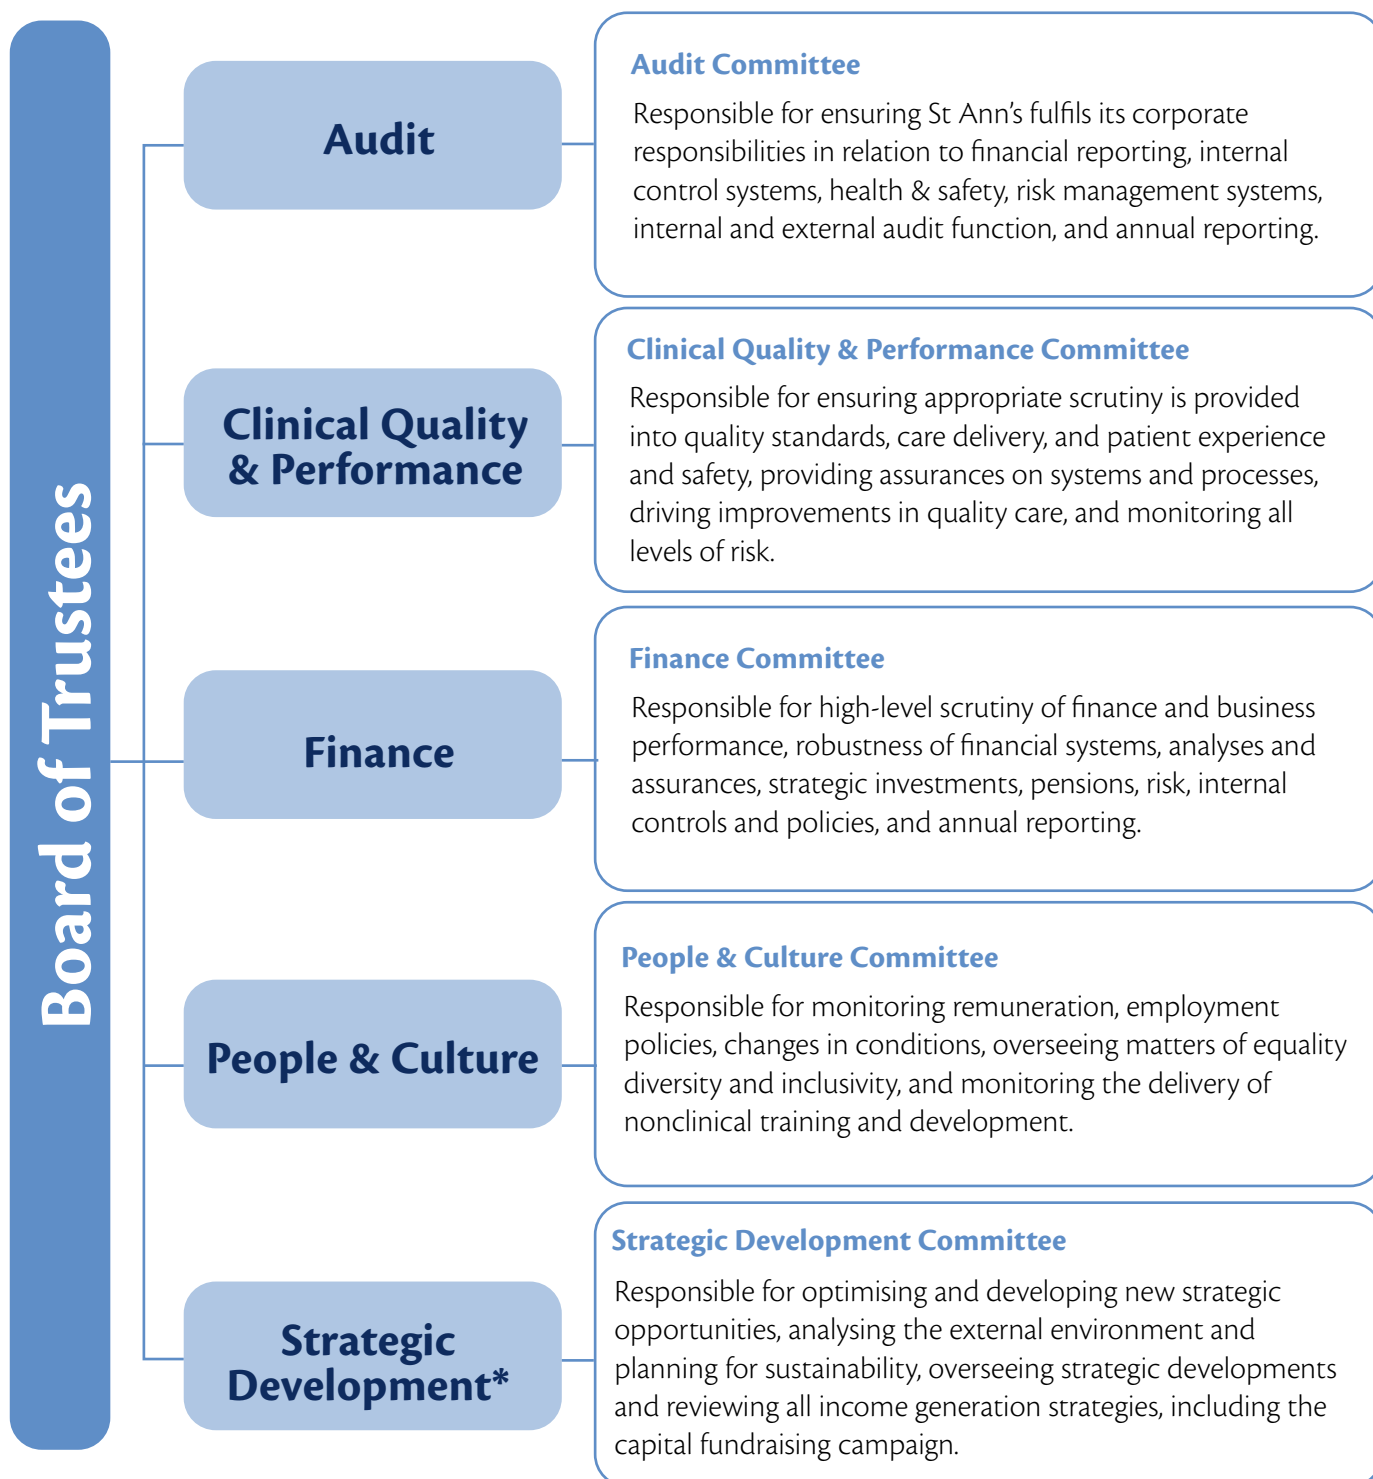 Board of Trustees
Audit
Audit Committee
Responsible for ensuring St Ann’s fulfils its corporate
responsibilities in relation to financial reporting, internal
control systems, health & safety, risk management systems,
internal and external audit function, and annual reporting.
Clinical Quality
& Performance
Clinical Quality & Performance Committee
Responsible for ensuring appropriate scrutiny is provided
into quality standards, care delivery, and patient experience
and safety, providing assurances on systems and processes,
driving improvements in quality care, and monitoring all
levels of risk.
Finance
Finance Committee
Responsible for high-level scrutiny of finance and business
performance, robustness of financial systems, analyses and
assurances, strategic investments, pensions, risk, internal
controls and policies, and annual reporting.
People & Culture
People & Culture Committee
Responsible for monitoring remuneration, employment
policies, changes in conditions, overseeing matters of equality
diversity and inclusivity, and monitoring the delivery of
nonclinical training and development.
Strategic
Development*
Strategic Development Committee
Responsible for optimising and developing new strategic
opportunities, analysing the external environment and
planning for sustainability, overseeing strategic developments
and reviewing all income generation strategies, including the
capital fundraising campaign.